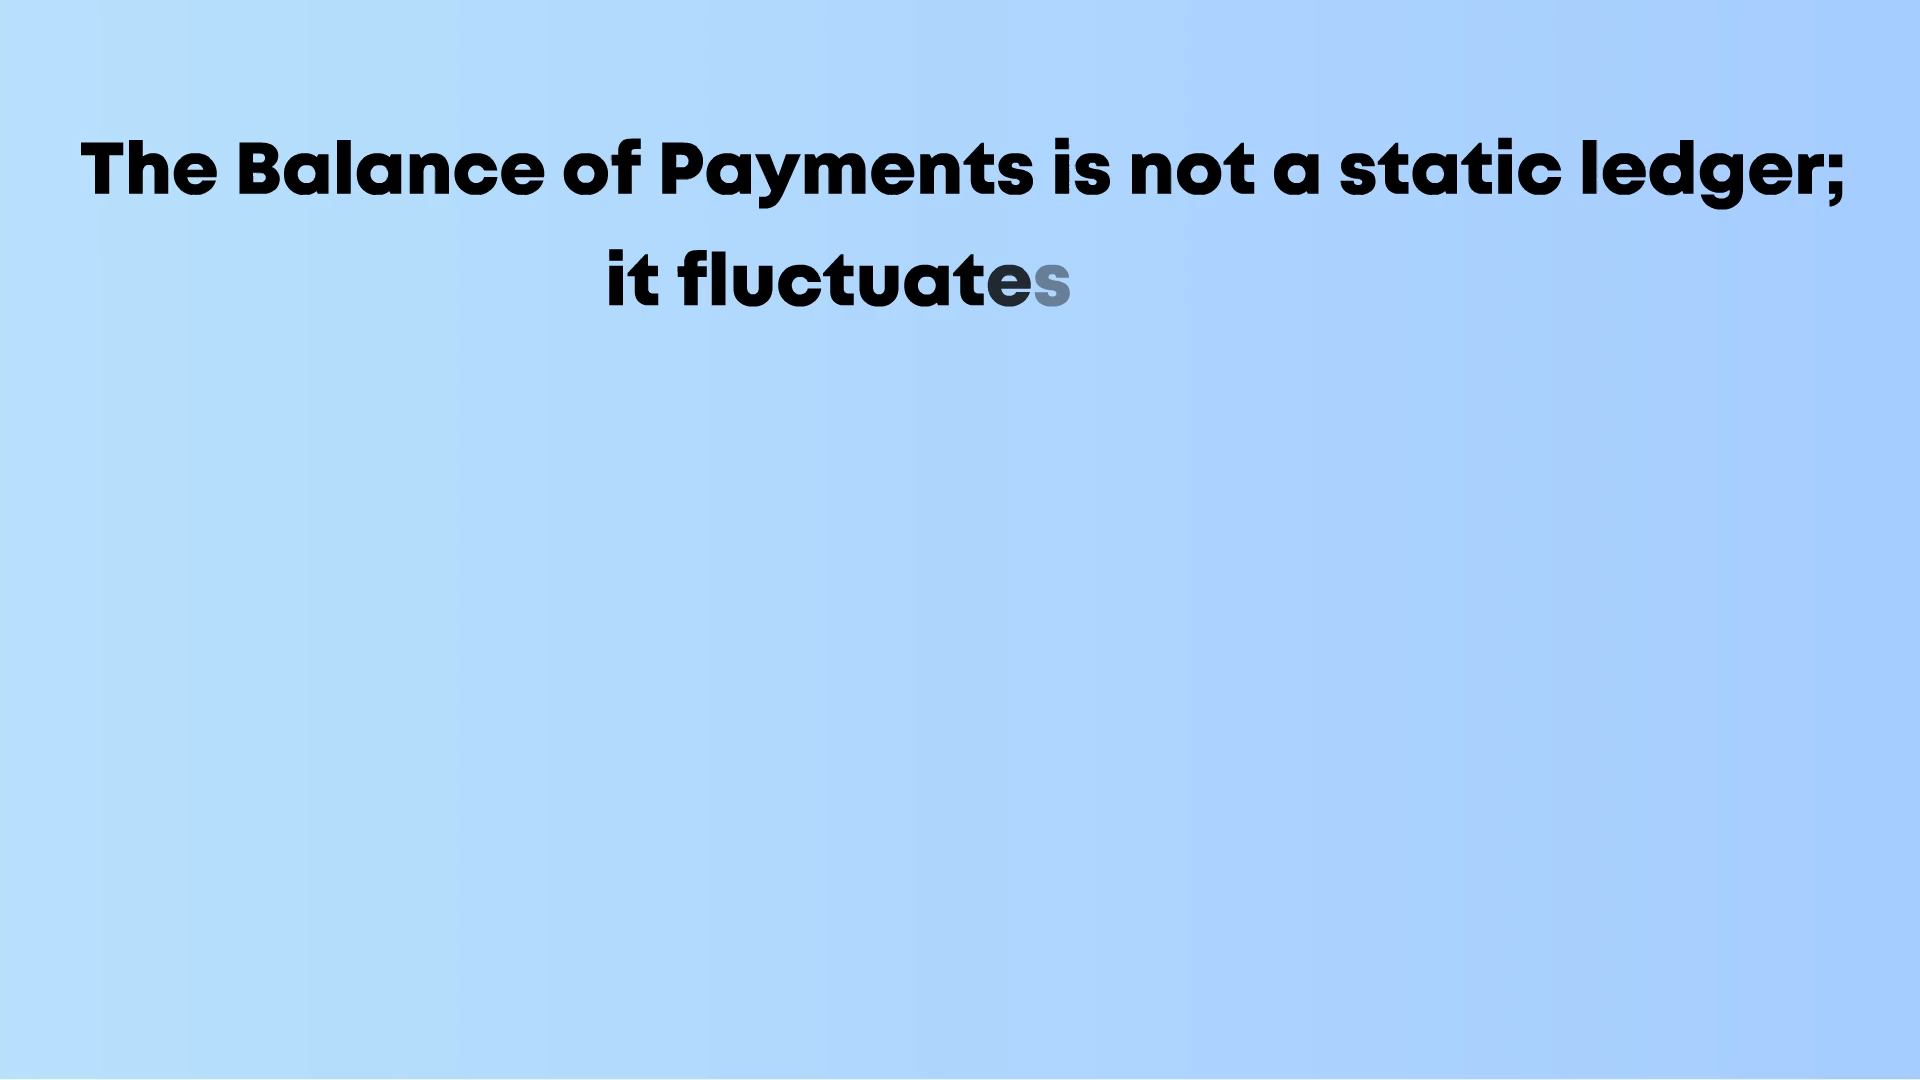 The Balance of Payments is not a static ledger;
it fluctuates